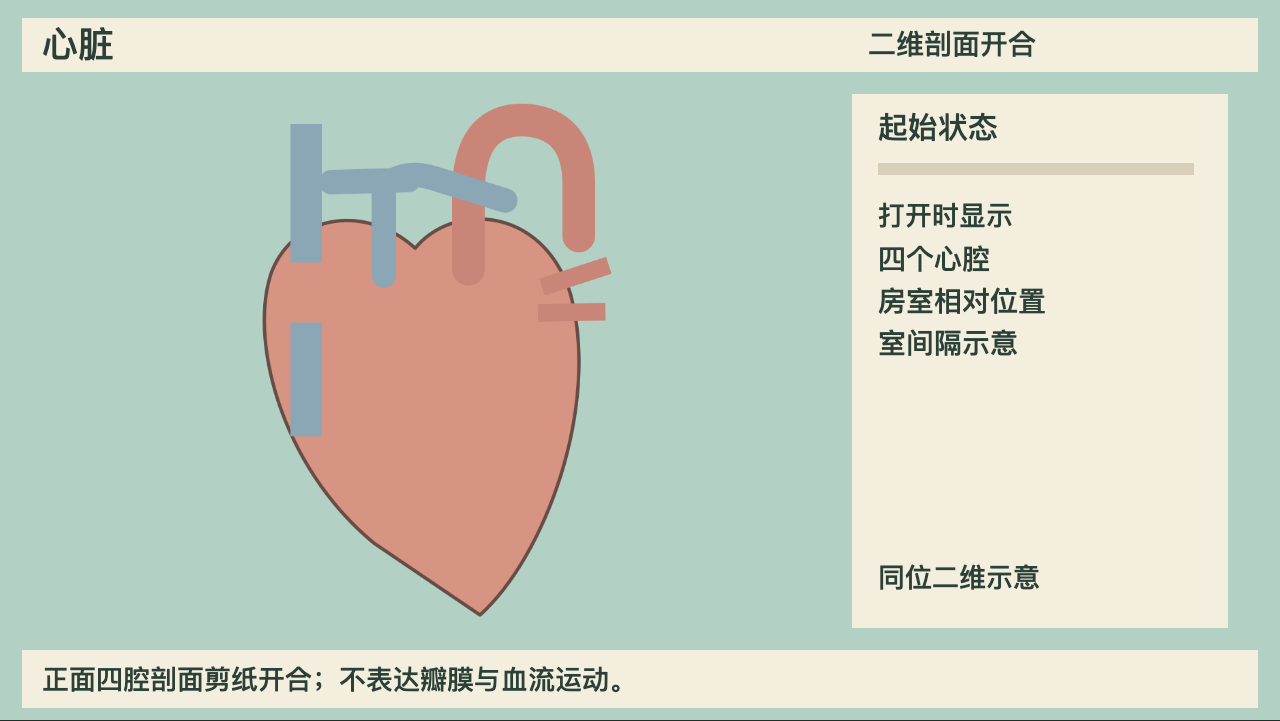 心脏
二维剖面开合
起始状态
打开时显示
四个心腔
房室相对位置
室间隔示意
同位二维示意
正面四腔剖面剪纸开合；不表达瓣膜与血流运动。